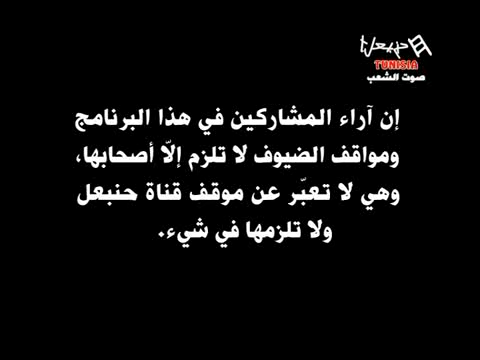 حنبعل
TUNISIA
صوت الشعب
إن آراء المشاركين في هذا البرنامج
ومواقف الضيوف لا تلزم إلّا أصحابها،
وهي لا تعبّر عن موقف قناة حنبعل
ولا تلزمها في شيء.